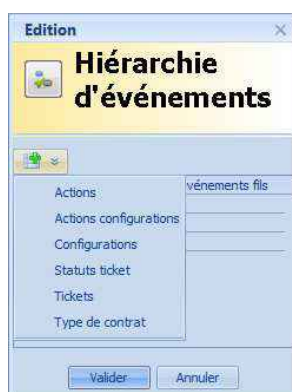 Edition
Hiérarchie
d'événements
vénements fils
Actions
Actions configurations
Configurations
Statuts ticket
Tickets
Type de contrat
Valider
Annuler